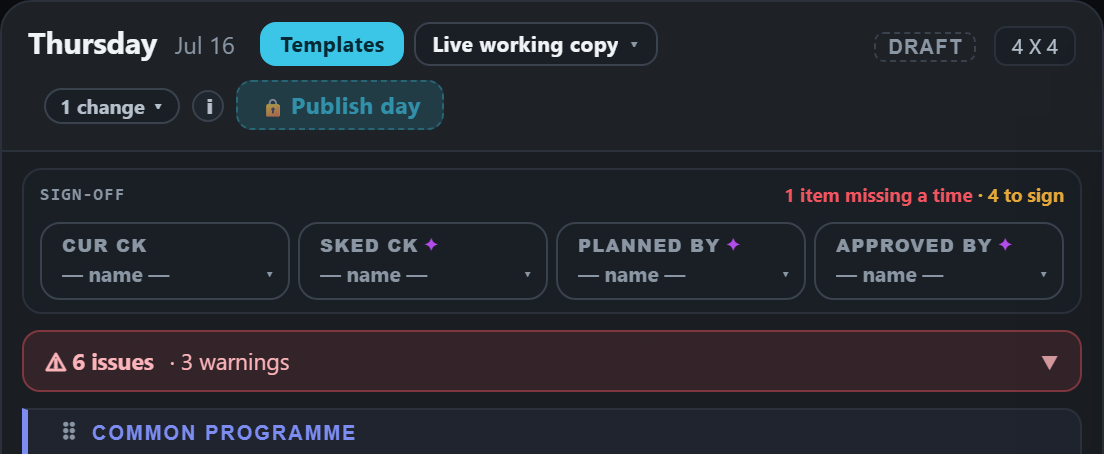 Thursday Jul 16 Templates Live working copy ▾ DRAFT 4 X 4
1 change ▾ i 🔒 Publish day
SIGN-OFF 1 item missing a time · 4 to sign
CUR CK SKED CK ✦ PLANNED BY ✦ APPROVED BY ✦
— name — ▾ — name — ▾ — name — ▾ — name — ▾
⚠ 6 issues · 3 warnings ▼
⠿ COMMON PROGRAMME